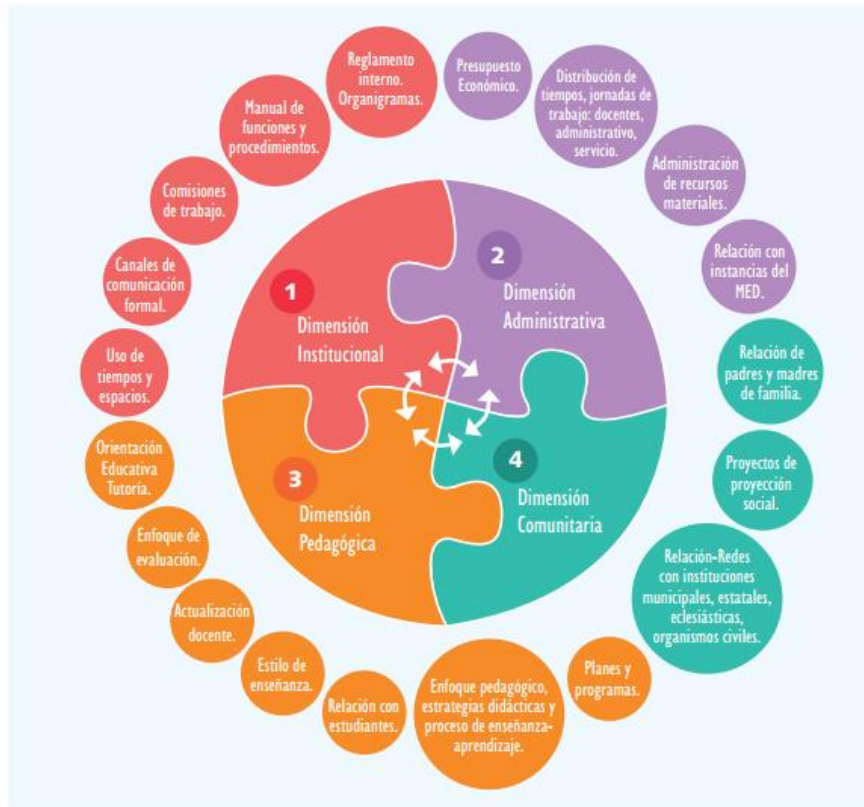 Reglamento
interno.
Organigramas.
Presupuesto
Económico.
Distribución de
tiempos, jornadas de
trabajo: docentes,
administrativo,
servicio.
Manual de
funciones y
procedimientos.
Administración
de recursos
materiales.
Comisiones
de trabajo.
Relación con
instancias del
MED.
Canales de
comunicación
formal.
Uso de
tiempos y
espacios.
1
Dimensión
Institucional
2
Dimensión
Administrativa
Relación de
padres y madres
de familia.
Orientación
Educativa
Tutoría.
3
Dimensión
Pedagógica
4
Dimensión
Comunitaria
Proyectos de
proyección
social.
Enfoque de
evaluación.
Relación-Redes
con instituciones
municipales, estatales,
eclesiásticas,
organismos civiles.
Actualización
docente.
Estilo de
enseñanza.
Relación con
estudiantes.
Enfoque pedagógico,
estrategias didácticas y
proceso de enseñanza-
aprendizaje.
Planes y
programas.